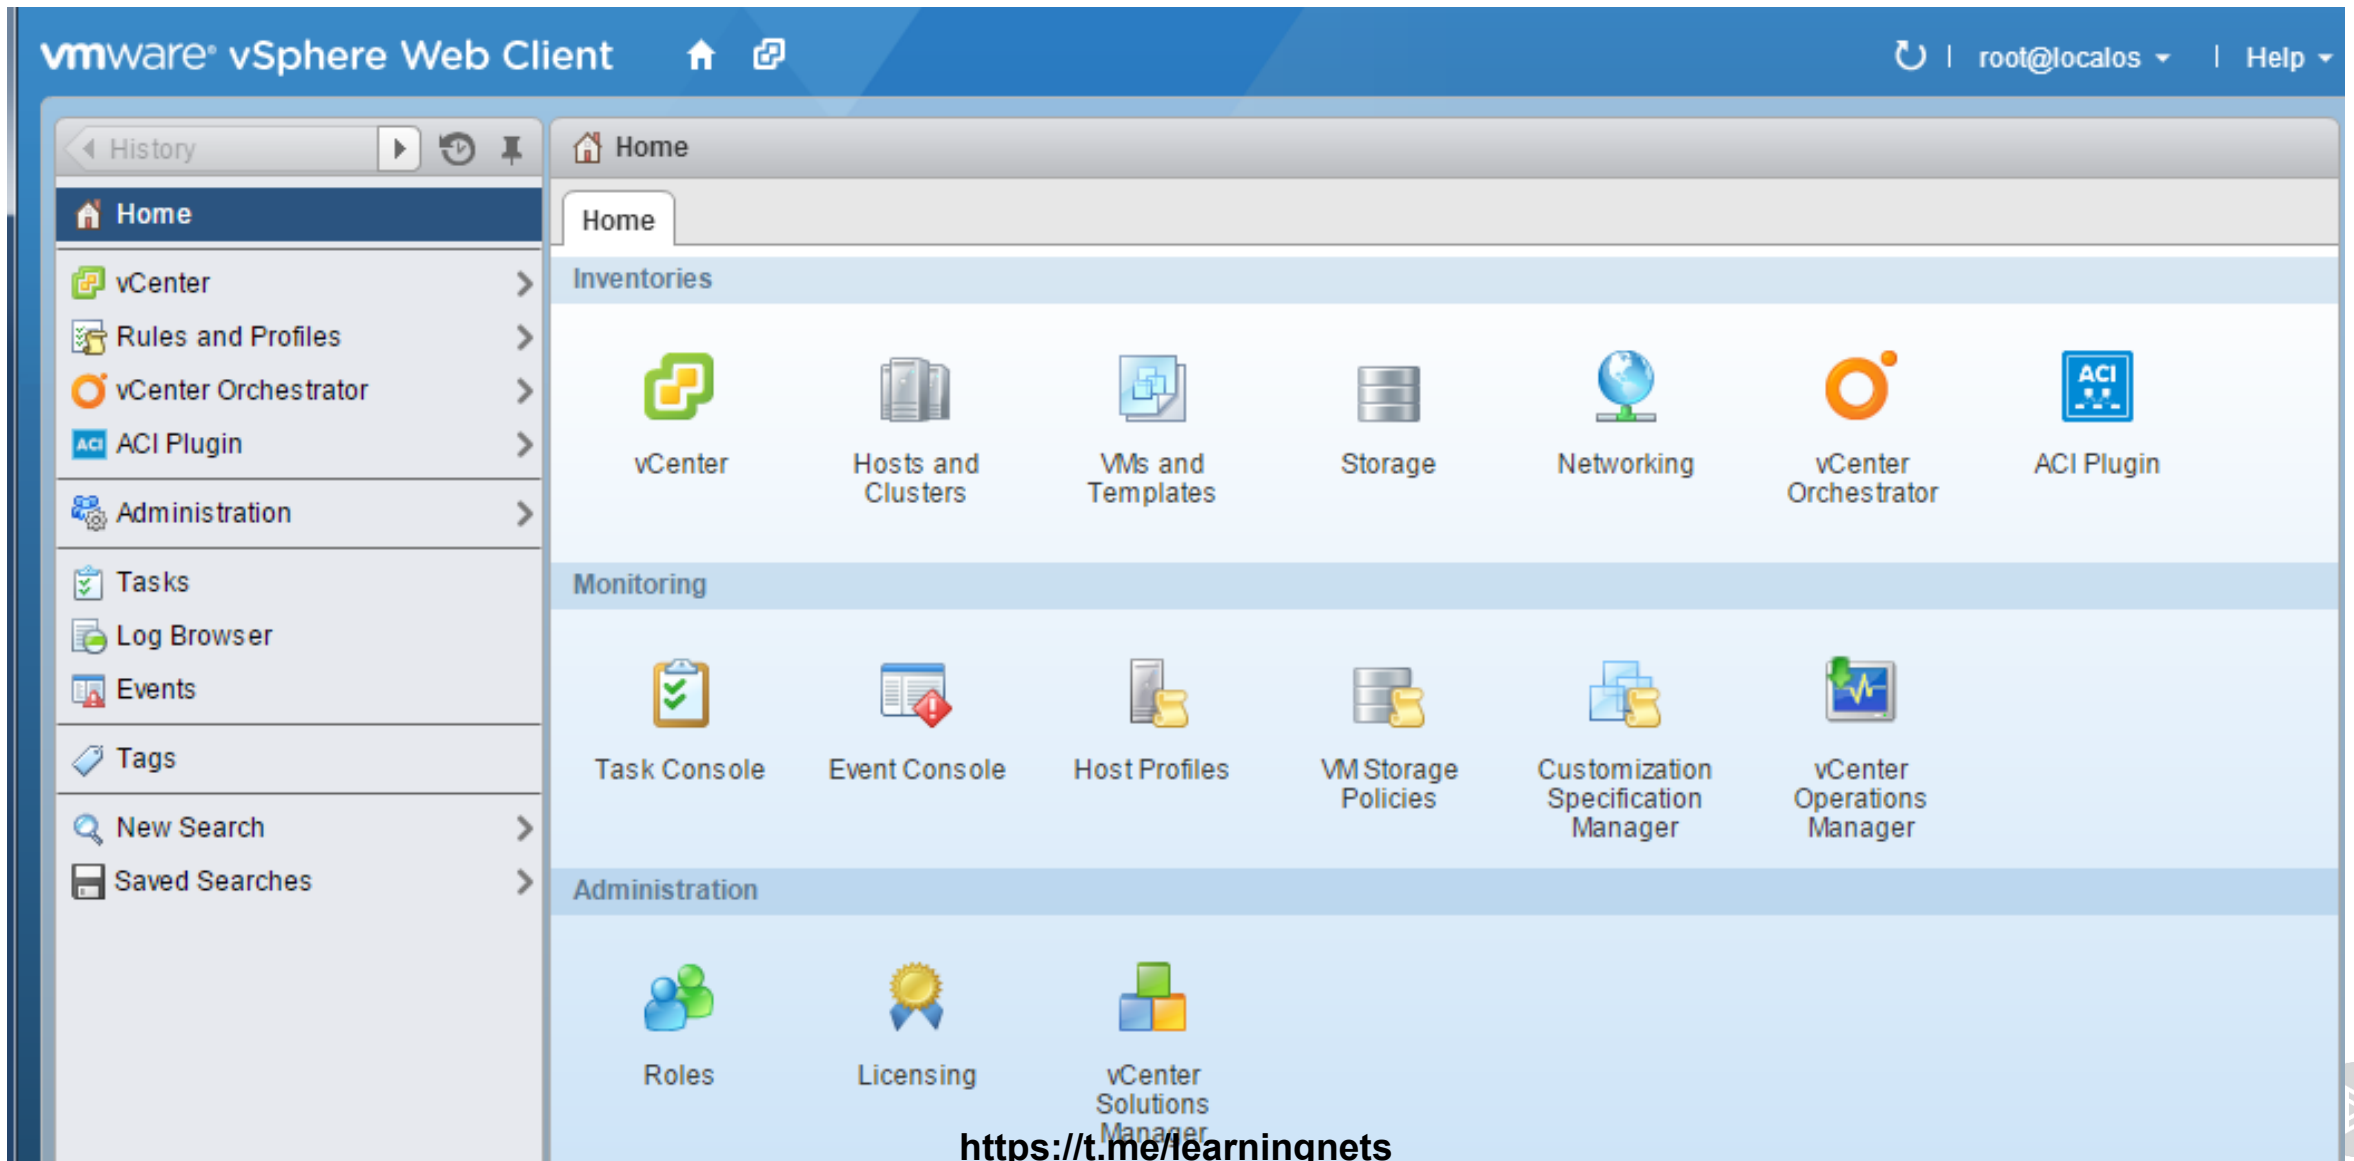 vmware® vSphere Web Client
root@localos
Help
History
Home
vCenter
Rules and Profiles
vCenter Orchestrator
ACI
ACI Plugin
Administration
Tasks
Log Browser
Events
Tags
New Search
Saved Searches
Home
Home
Inventories
ACI
vCenter
Hosts and
Clusters
VMs and
Templates
Storage
Networking
vCenter
Orchestrator
ACI Plugin
Monitoring
Task Console
Event Console
Host Profiles
VM Storage
Policies
Customization
Specification
Manager
vCenter
Operations
Manager
Administration
Roles
Licensing
vCenter
Solutions
Manager
https://t.me/learningnets